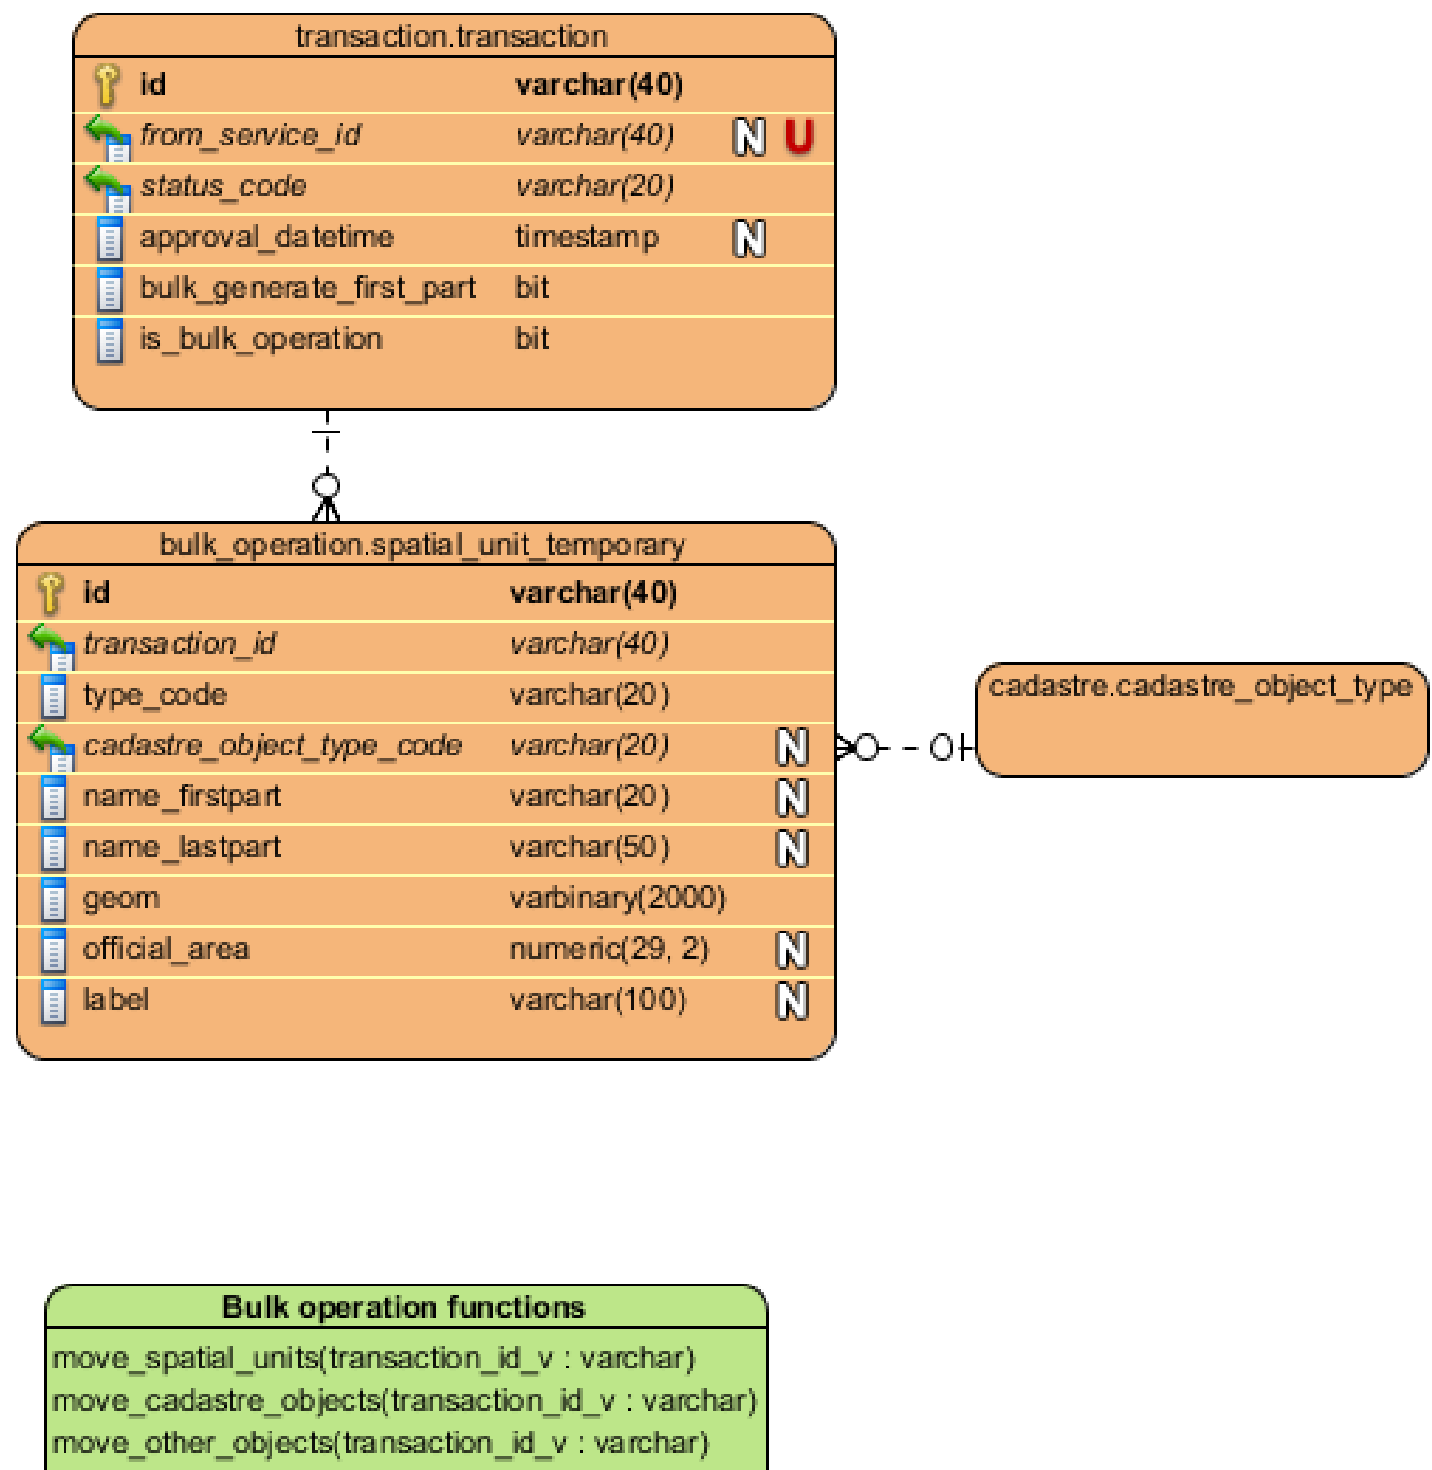 transaction.transaction
id varchar(40)
from_service_id varchar(40) N U
status_code varchar(20)
approval_datetime timestamp N
bulk_generate_first_part bit
is_bulk_operation bit
bulk_operation.spatial_unit_temporary
id varchar(40)
transaction_id varchar(40)
type_code varchar(20)
cadastre_object_type_code varchar(20) N
name_firstpart varchar(20) N
name_lastpart varchar(50) N
geom varbinary(2000)
official_area numeric(29, 2) N
label varchar(100) N
cadastre.cadastre_object_type
Bulk operation functions
move_spatial_units(transaction_id_v : varchar)
move_cadastre_objects(transaction_id_v : varchar)
move_other_objects(transaction_id_v : varchar)